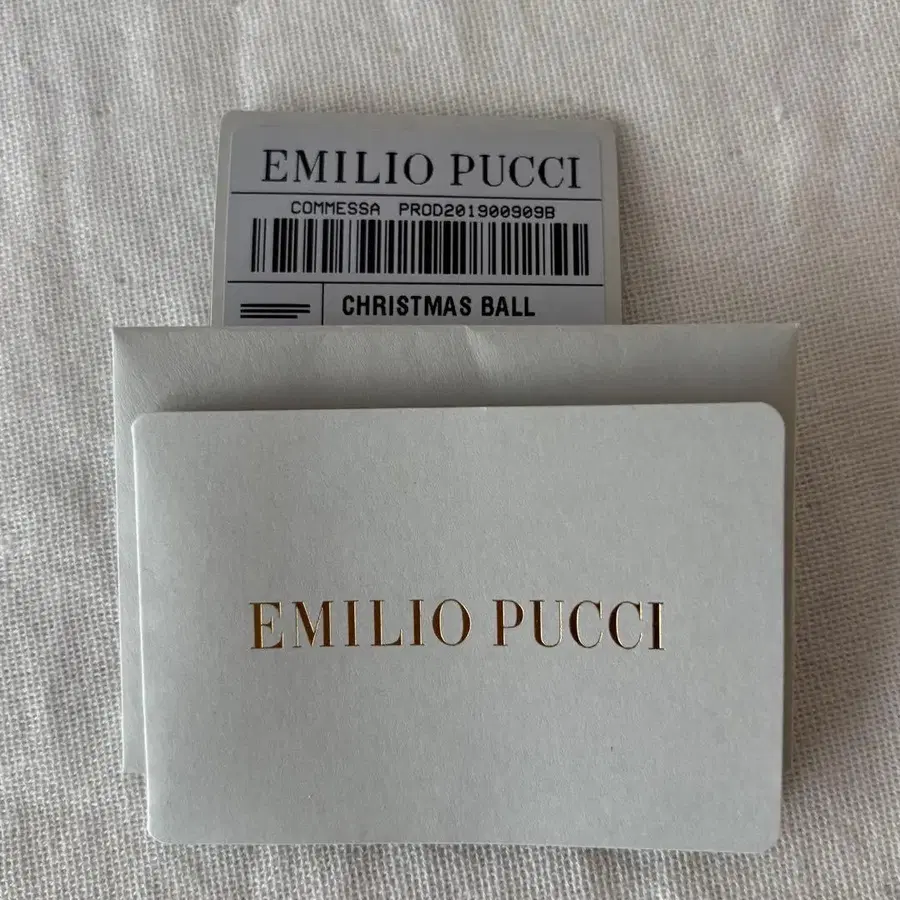 EMILIO PUCCI
COMMESSA PROD201900909B
CHRISTMAS BALL
EMILIO PUCCI